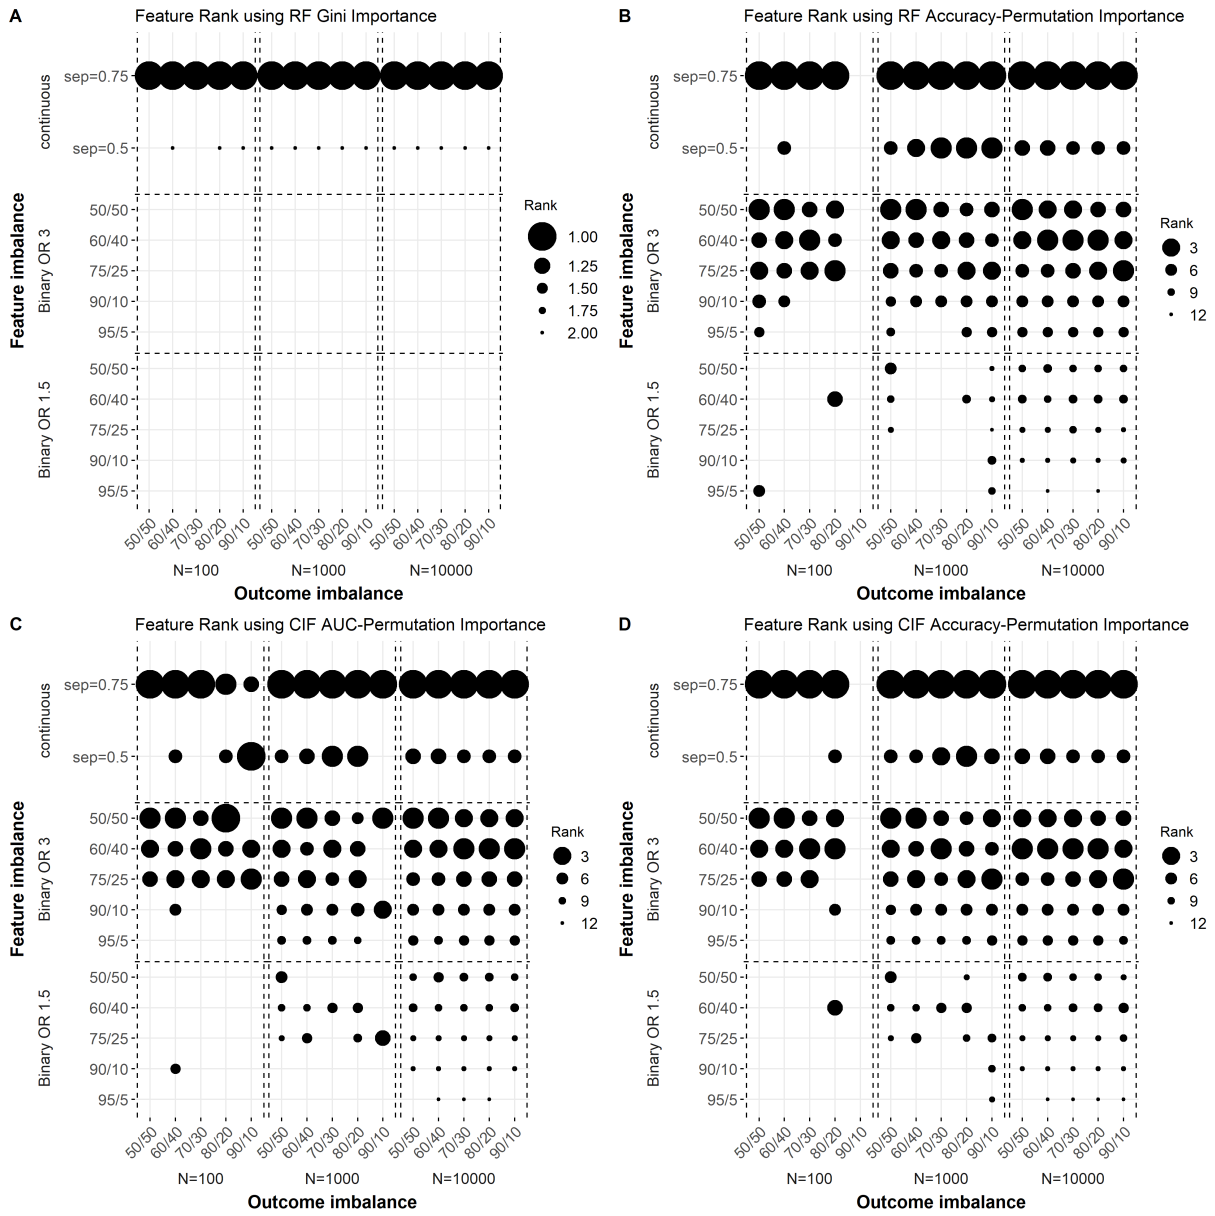 A
Feature Rank using RF Gini Importance
Feature imbalance
continuous
Binary OR 3
Binary OR 1.5
sep=0.75
sep=0.5
50/50
60/40
75/25
90/10
95/5
50/50
60/40
75/25
90/10
95/5
50/50 60/40 70/30 80/20 90/10 50/50 60/40 70/30 80/20 90/10 50/50 60/40 70/30 80/20 90/10
N=100 N=1000 N=10000
Outcome imbalance
Rank
1.00
1.25
1.50
1.75
2.00
B
Feature Rank using RF Accuracy-Permutation Importance
Feature imbalance
continuous
Binary OR 3
Binary OR 1.5
sep=0.75
sep=0.5
50/50
60/40
75/25
90/10
95/5
50/50
60/40
75/25
90/10
95/5
50/50 60/40 70/30 80/20 90/10 50/50 60/40 70/30 80/20 90/10 50/50 60/40 70/30 80/20 90/10
N=100 N=1000 N=10000
Outcome imbalance
Rank
3
6
9
12
C
Feature Rank using CIF AUC-Permutation Importance
Feature imbalance
continuous
Binary OR 3
Binary OR 1.5
sep=0.75
sep=0.5
50/50
60/40
75/25
90/10
95/5
50/50
60/40
75/25
90/10
95/5
50/50 60/40 70/30 80/20 90/10 50/50 60/40 70/30 80/20 90/10 50/50 60/40 70/30 80/20 90/10
N=100 N=1000 N=10000
Outcome imbalance
Rank
3
6
9
12
D
Feature Rank using CIF Accuracy-Permutation Importance
Feature imbalance
continuous
Binary OR 3
Binary OR 1.5
sep=0.75
sep=0.5
50/50
60/40
75/25
90/10
95/5
50/50
60/40
75/25
90/10
95/5
50/50 60/40 70/30 80/20 90/10 50/50 60/40 70/30 80/20 90/10 50/50 60/40 70/30 80/20 90/10
N=100 N=1000 N=10000
Outcome imbalance
Rank
3
6
9
12